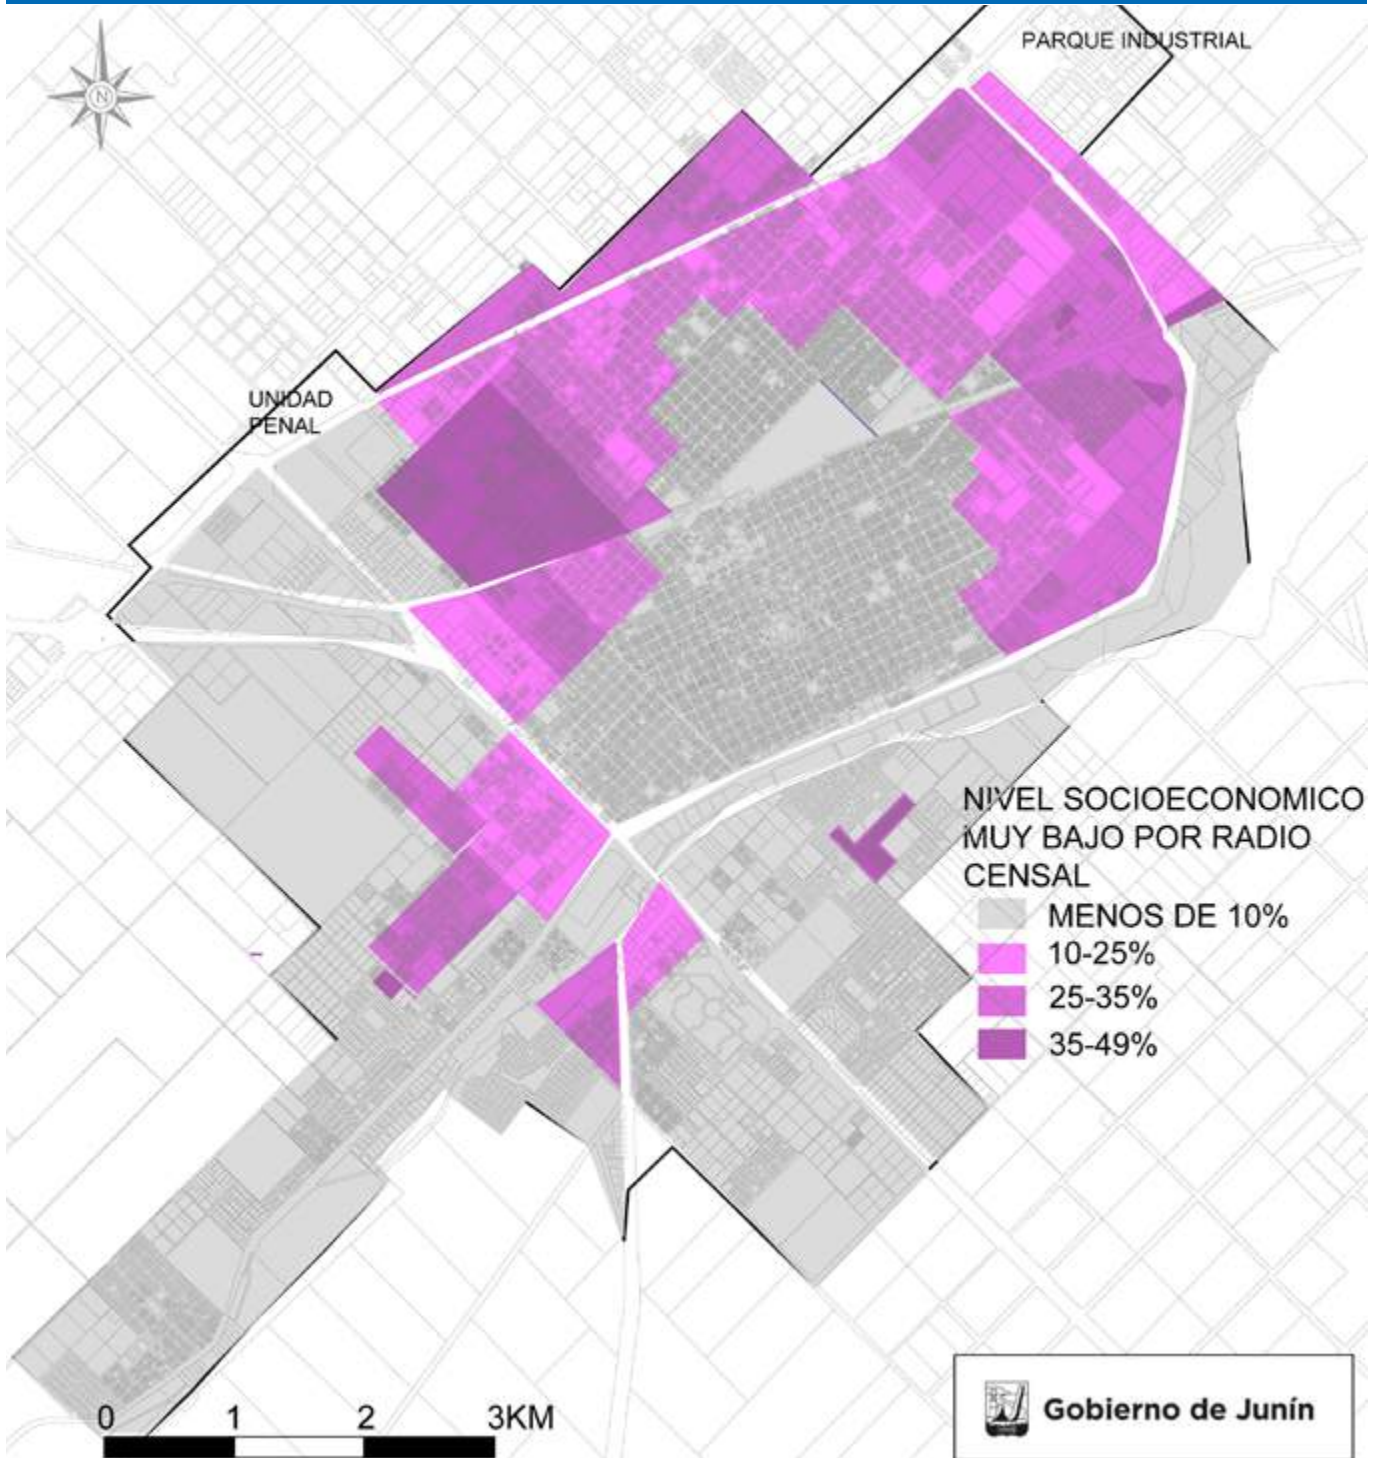 PARQUE INDUSTRIAL
N
UNIDAD
PENAL
NIVEL SOCIOECONOMICO
MUY BAJO POR RADIO
CENSAL
MENOS DE 10%
10-25%
25-35%
35-49%
0 1 2 3KM
Gobierno de Junín